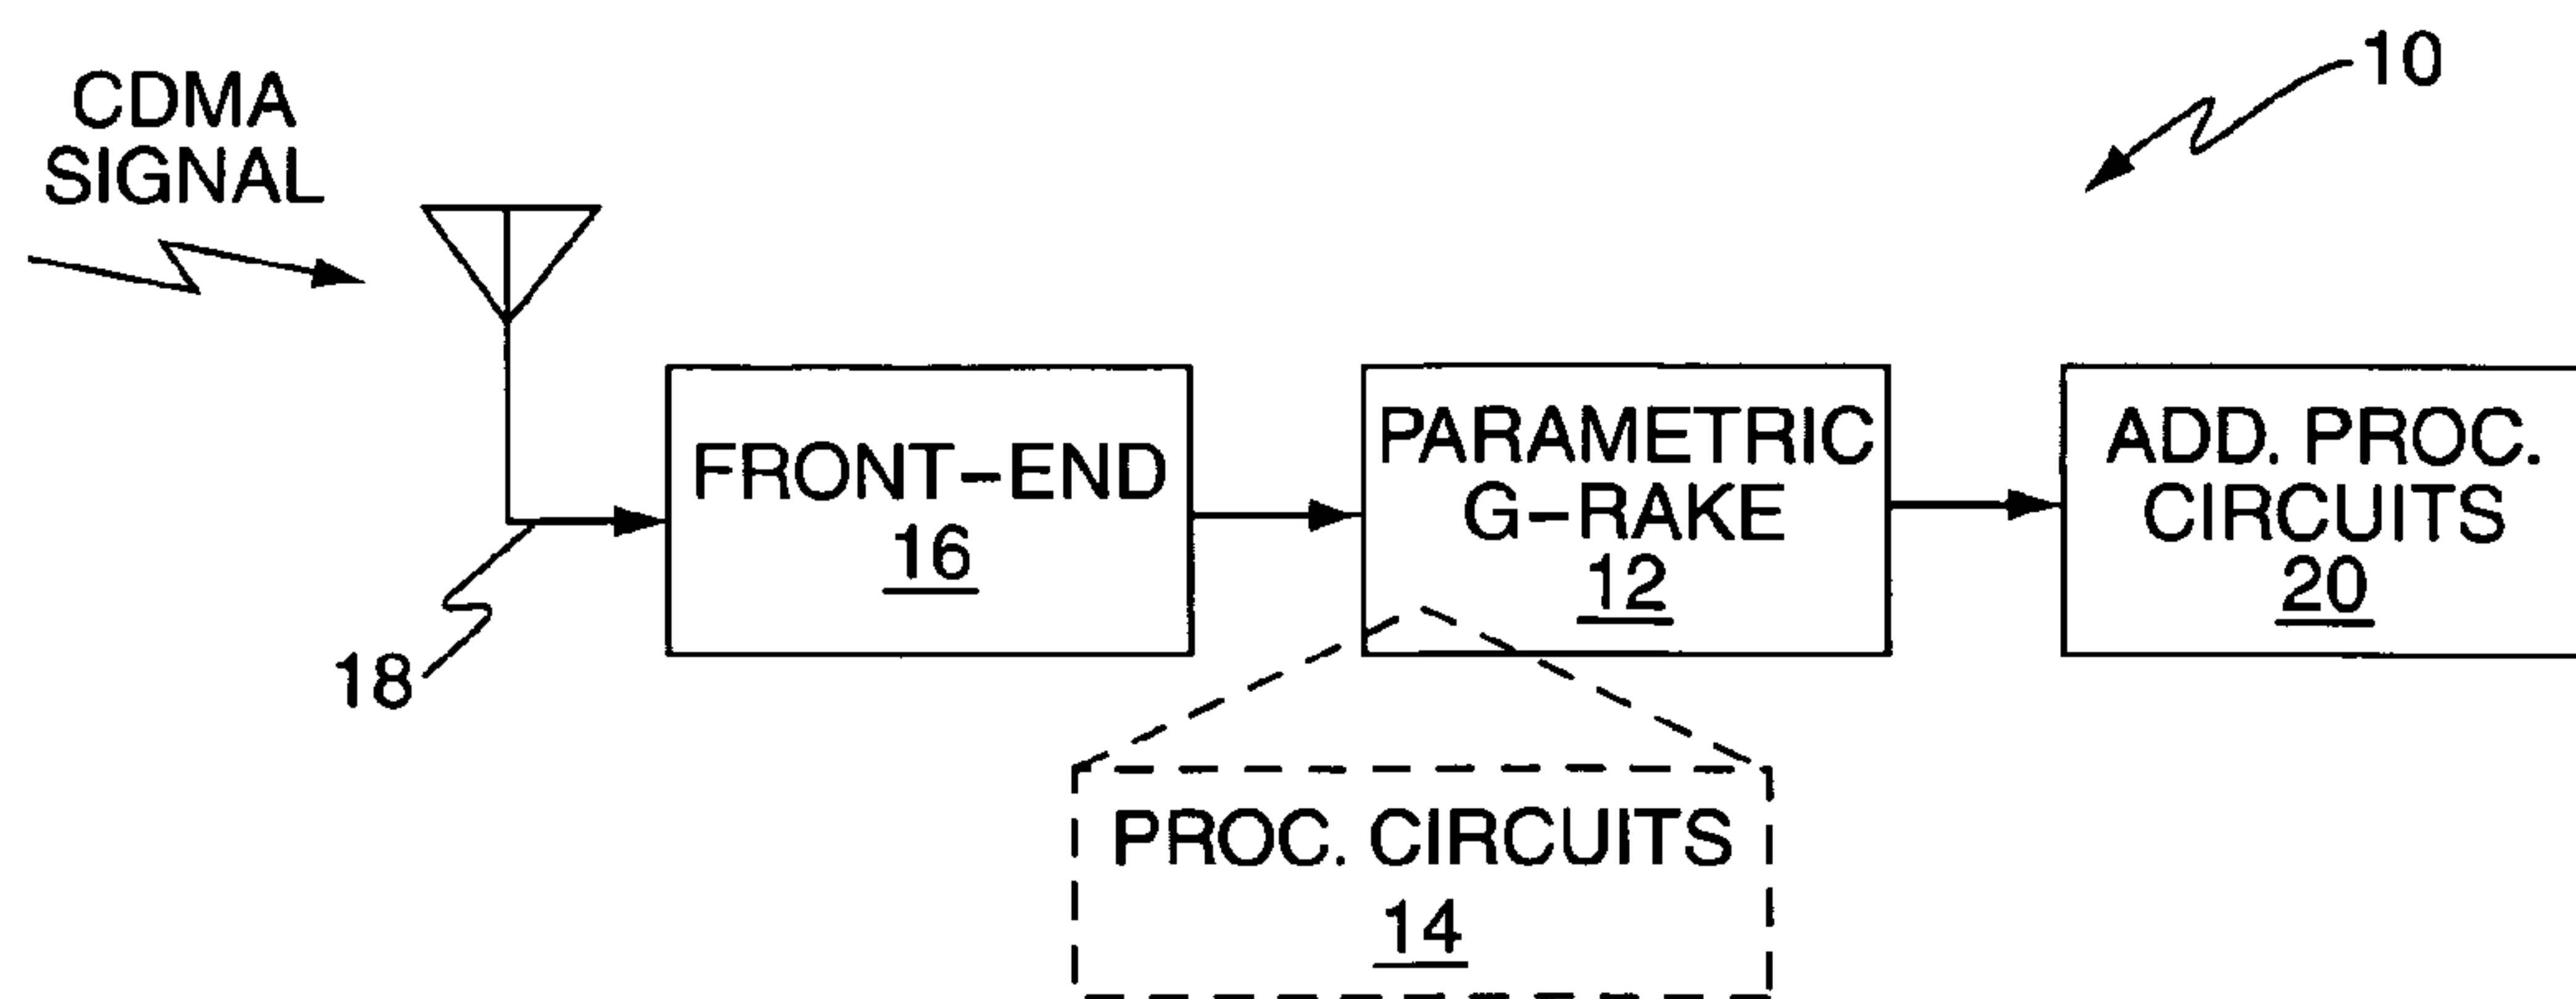 CDMA
SIGNAL
10
FRONT-END
16
PARAMETRIC
G-RAKE
12
ADD. PROC.
CIRCUITS
20
18
PROC. CIRCUITS
14